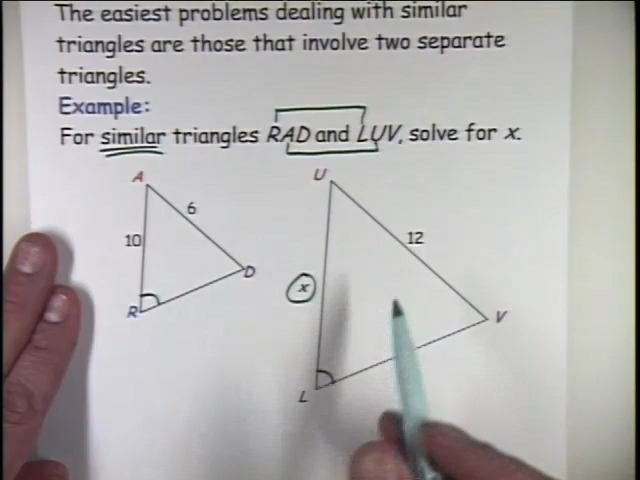 The easiest problems dealing with similar
triangles are those that involve two separate
triangles.
Example:
For similar triangles RAD and LUV, solve for x.
A
U
6
10
12
D
x
R
V
L